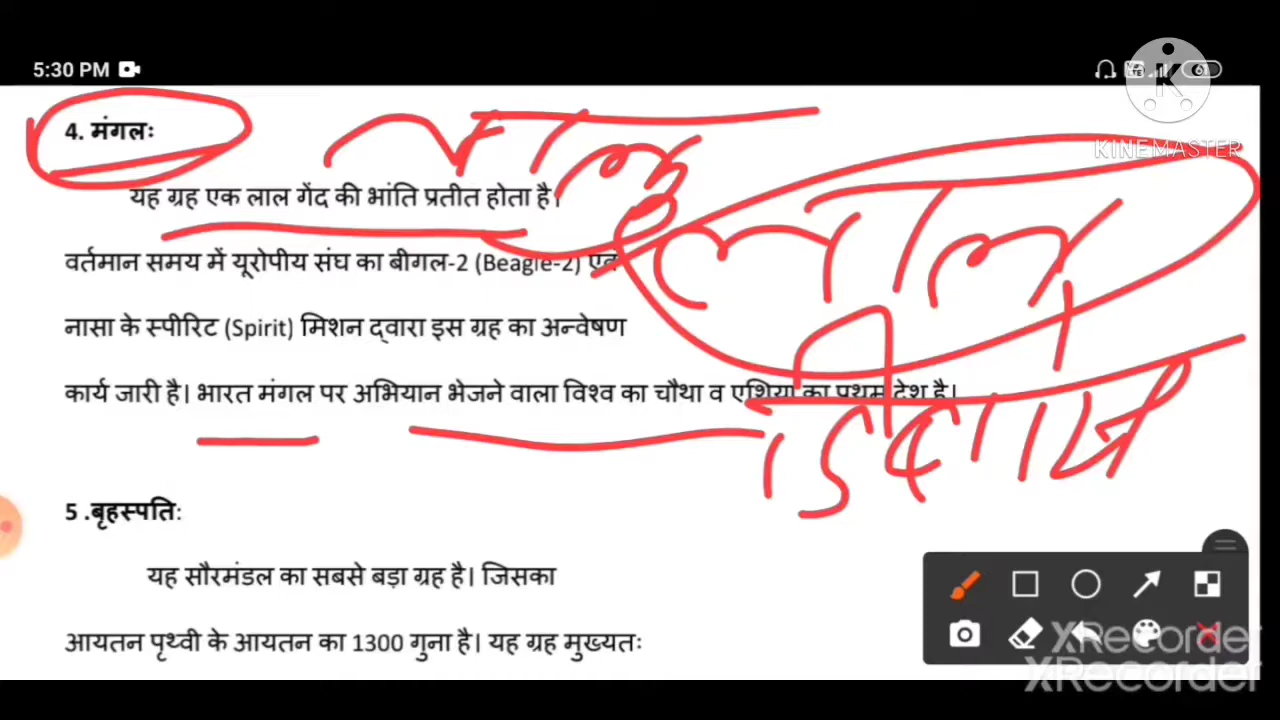 5:30 PM
KINEMASTER
4. मंगलः
लाल
यह ग्रह एक लाल गेंद की भांति प्रतीत होता है।
लाल
वर्तमान समय में यूरोपीय संघ का बीगल-2 (Beagle-2) एवं
नासा के स्पीरिट (Spirit) मिशन द्वारा इस ग्रह का अन्वेषण
कार्य जारी है। भारत मंगल पर अभियान भेजने वाला विश्व का चौथा व एशिया का प्रथम देश है।
5 .बृहस्पतिः
यह सौरमंडल का सबसे बड़ा ग्रह है। जिसका
आयतन पृथ्वी के आयतन का 1300 गुना है। यह ग्रह मुख्यतः
XRecorder
XRecorder